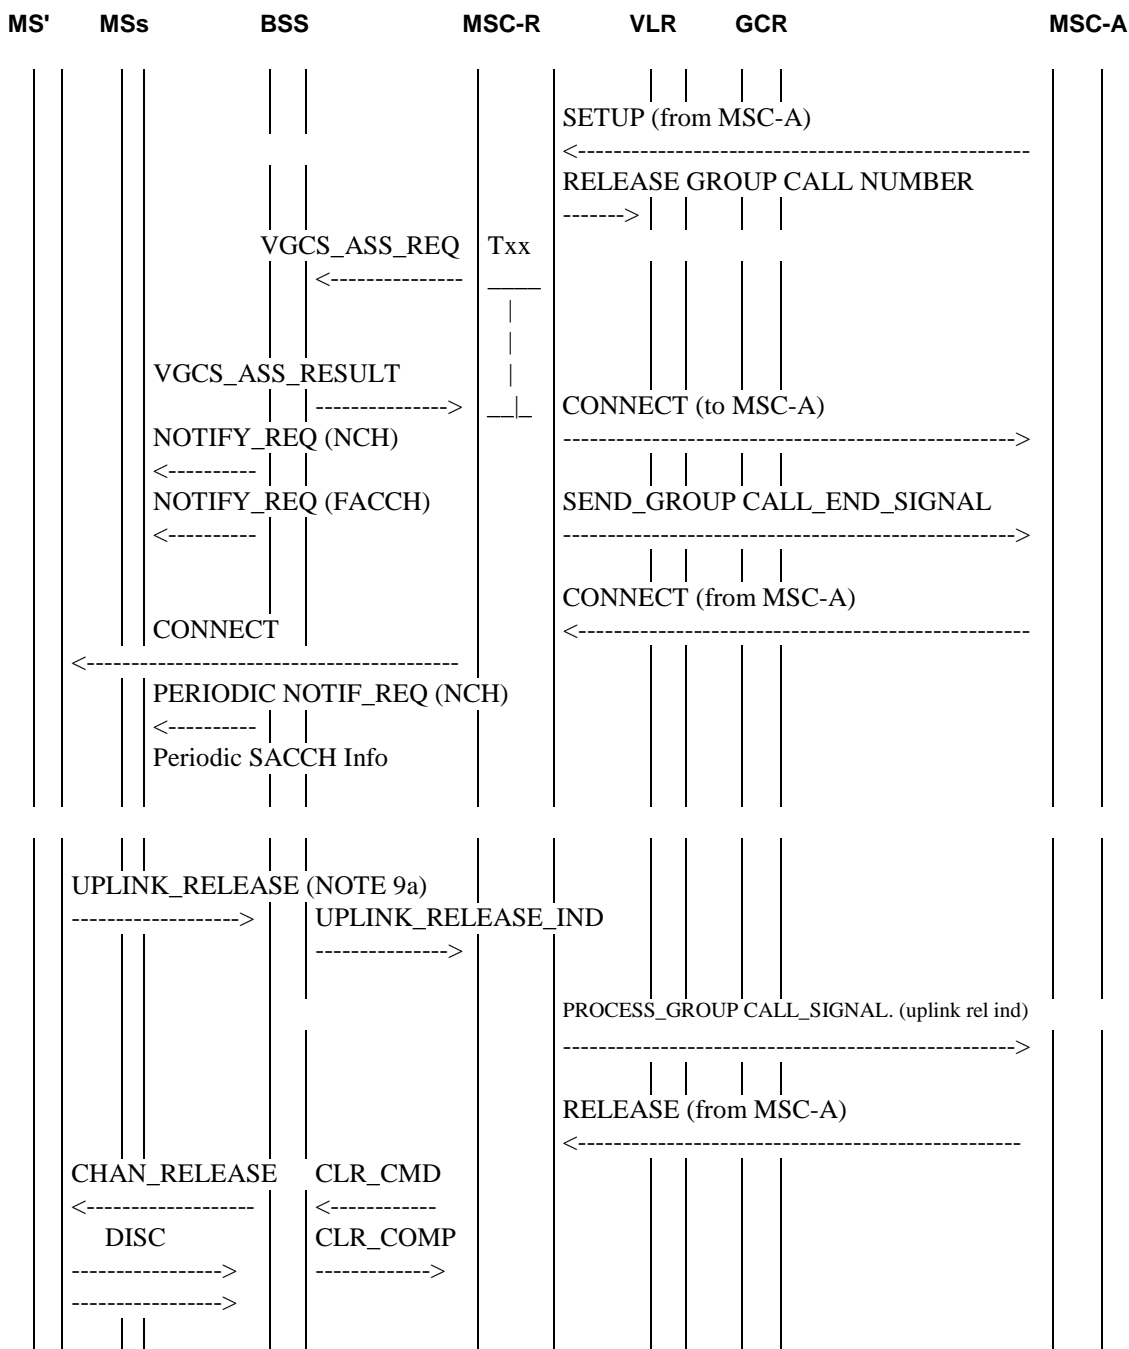 MS' MSs BSS MSC-R VLR GCR MSC-A
SETUP (from MSC-A)
<---------------------------------------------------
RELEASE GROUP CALL NUMBER
------->
VGCS_ASS_REQ Txx
<--------------- ____
|
|
VGCS_ASS_RESULT |
---------------> __|_ CONNECT (to MSC-A)
NOTIFY_REQ (NCH) --------------------------------------------------->
<----------
NOTIFY_REQ (FACCH) SEND_GROUP CALL_END_SIGNAL
<---------- --------------------------------------------------->
CONNECT (from MSC-A)
CONNECT <---------------------------------------------------
<------------------------------------------
PERIODIC NOTIF_REQ (NCH)
<----------
Periodic SACCH Info
UPLINK_RELEASE (NOTE 9a)
-------------------> UPLINK_RELEASE_IND
--------------->
PROCESS_GROUP CALL_SIGNAL. (uplink rel ind)
--------------------------------------------------->
RELEASE (from MSC-A)
<--------------------------------------------------
CHAN_RELEASE CLR_CMD
<------------------- <------------
DISC CLR_COMP
-----------------> ------------->
----------------->